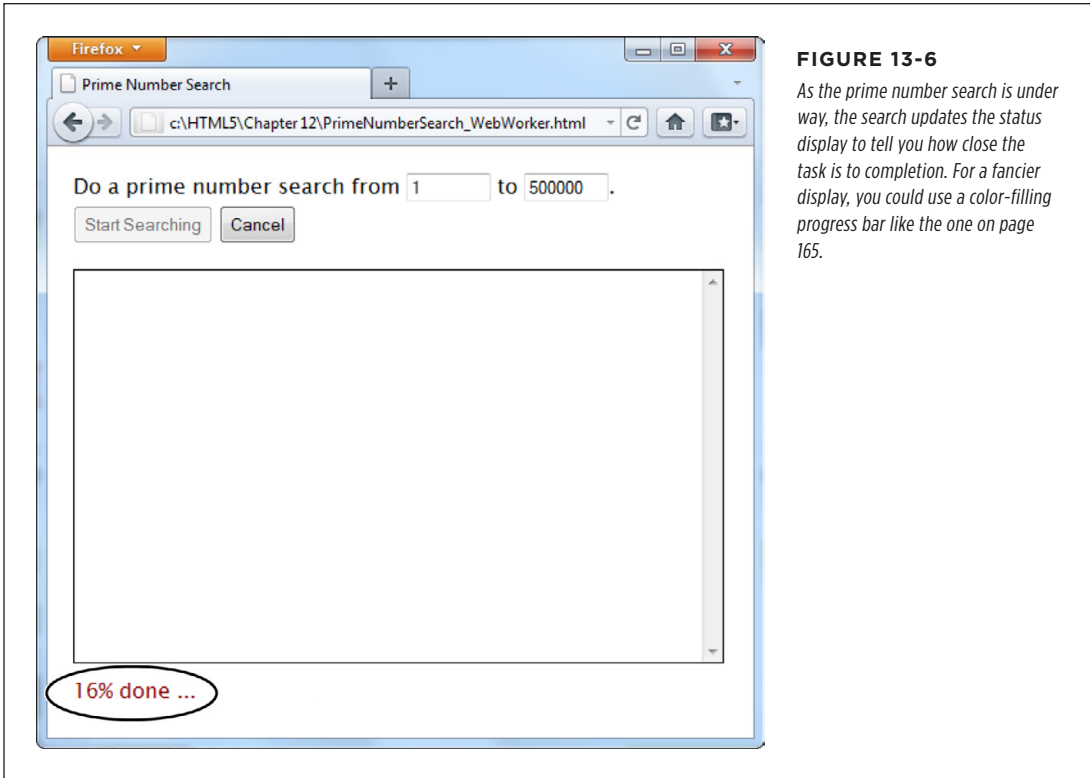 Firefox
Prime Number Search
c:\HTML5\Chapter 12\PrimeNumberSearch_WebWorker.html
Do a prime number search from 1 to 500000 .
Start Searching Cancel
16% done ...
FIGURE 13-6
As the prime number search is under
way, the search updates the status
display to tell you how close the
task is to completion. For a fancier
display, you could use a color-filling
progress bar like the one on page
165.